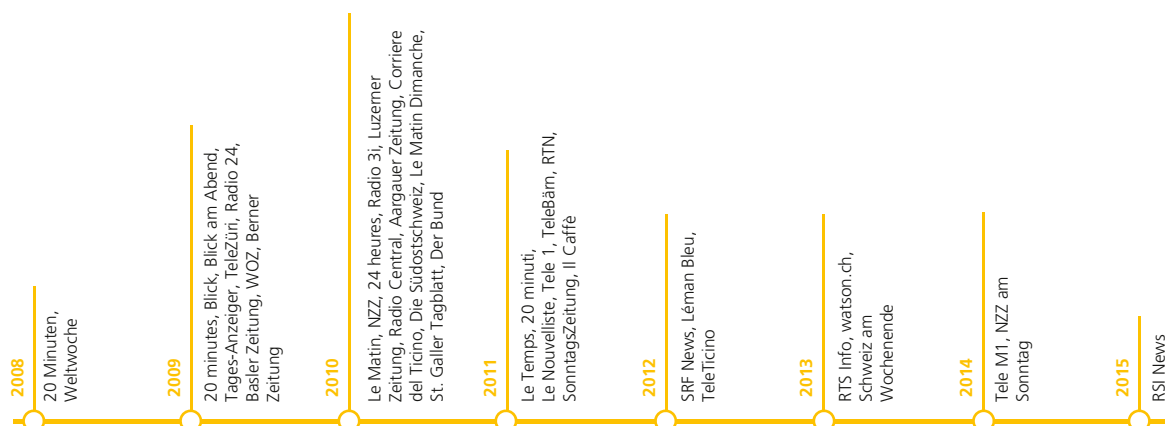 2008
20 Minuten,
Weltwoche
2009
20 minutes, Blick, Blick am Abend,
Tages-Anzeiger, TeleZüri, Radio 24,
Basler Zeitung, WOZ, Berner
Zeitung
2010
Le Matin, NZZ, 24 heures, Radio 3i, Luzerner
Zeitung, Radio Central, Aargauer Zeitung, Corriere
del Ticino, Die Südostschweiz, Le Matin Dimanche,
St. Galler Tagblatt, Der Bund
2011
Le Temps, 20 minuti,
Le Nouvelliste, Tele 1, TeleBärn, RTN,
SonntagsZeitung, Il Caffè
2012
SRF News, Léman Bleu,
TeleTicino
2013
RTS Info, watson.ch,
Schweiz am
Wochenende
2014
Tele M1, NZZ am
Sonntag
2015
RSI News